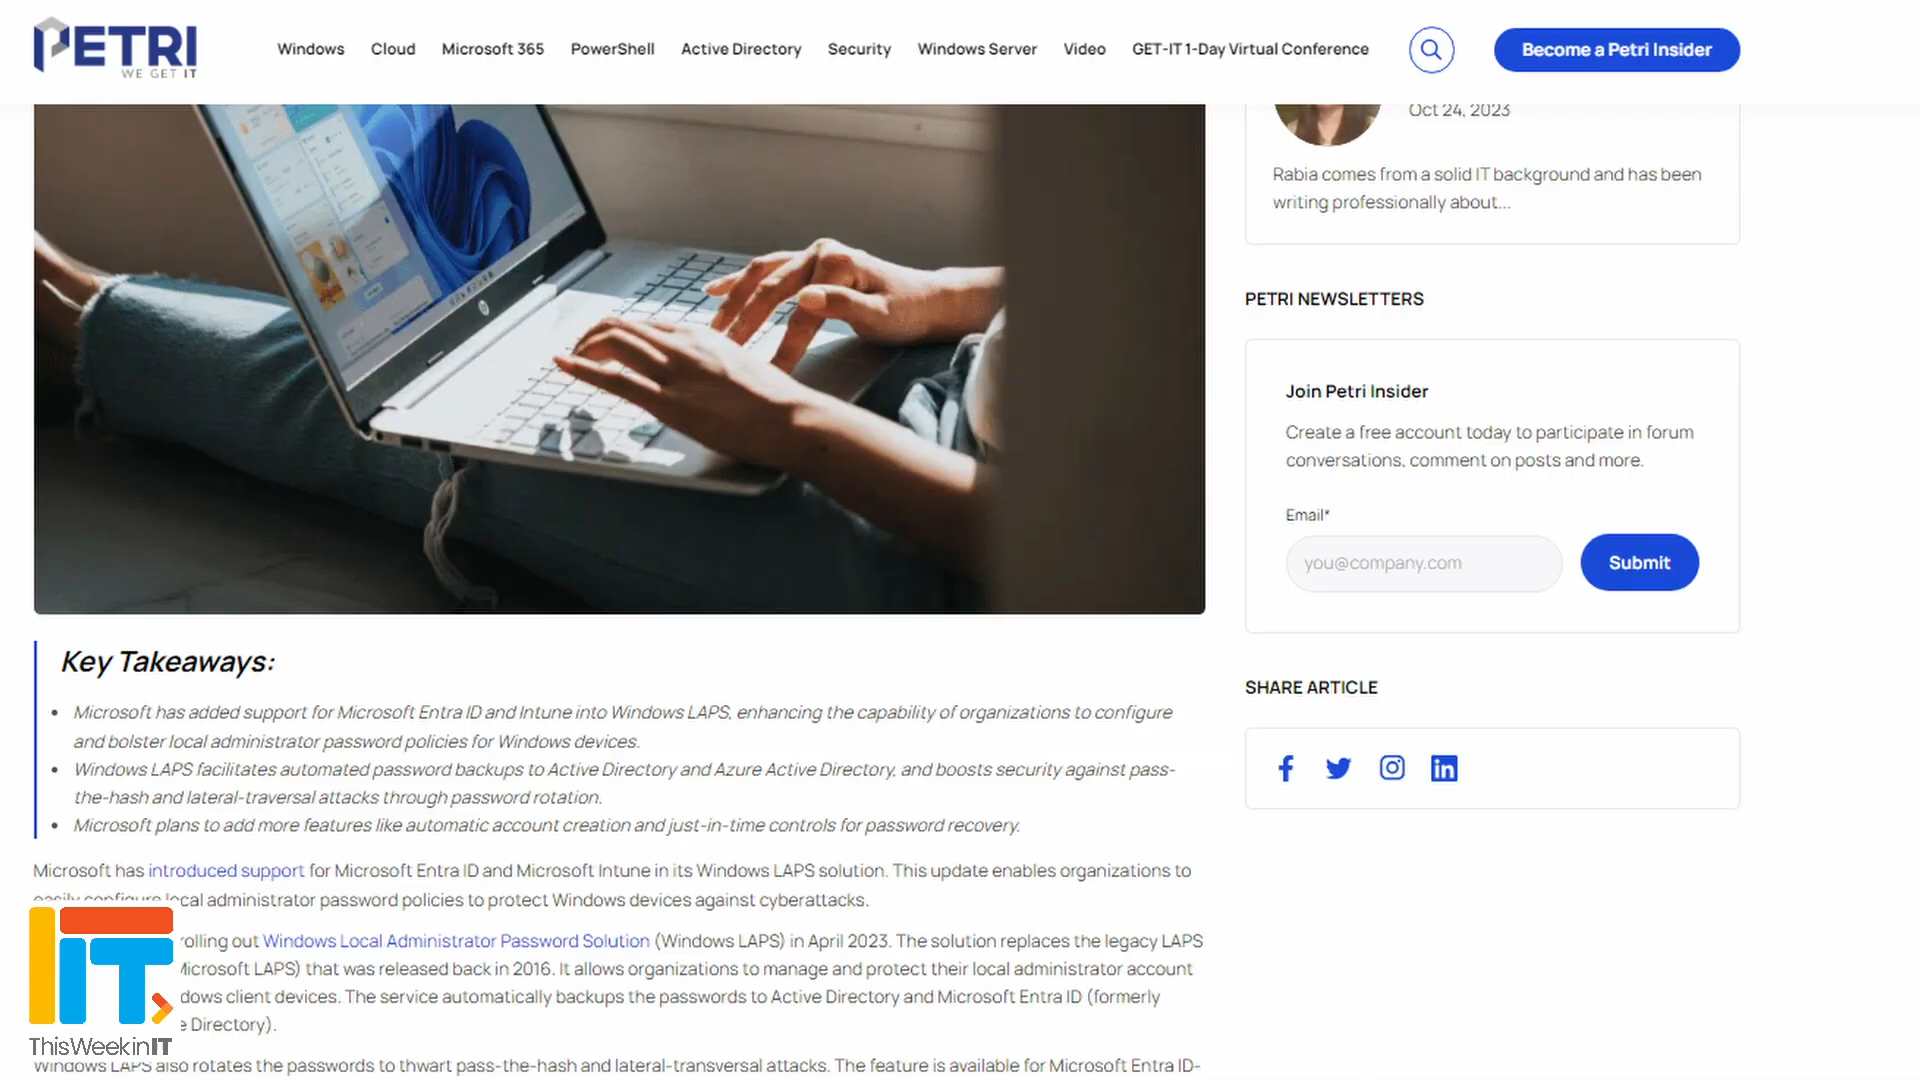 PETRI
WE GET IT
Windows
Cloud
Microsoft 365
PowerShell
Active Directory
Security
Windows Server
Video
GET-IT 1-Day Virtual Conference
Become a Petri Insider
Oct 24, 2023
Rabia comes from a solid IT background and has been
writing professionally about...
PETRI NEWSLETTERS
Join Petri Insider
Create a free account today to participate in forum
conversations, comment on posts and more.
Email*
you@company.com
Submit
SHARE ARTICLE
Key Takeaways:
• Microsoft has added support for Microsoft Entra ID and Intune into Windows LAPS, enhancing the capability of organizations to configure
and bolster local administrator password policies for Windows devices.
• Windows LAPS facilitates automated password backups to Active Directory and Azure Active Directory, and boosts security against pass-
the-hash and lateral-traversal attacks through password rotation.
• Microsoft plans to add more features like automatic account creation and just-in-time controls for password recovery.
Microsoft has introduced support for Microsoft Entra ID and Microsoft Intune in its Windows LAPS solution. This update enables organizations to
easily configure local administrator password policies to protect Windows devices against cyberattacks.
rolling out Windows Local Administrator Password Solution (Windows LAPS) in April 2023. The solution replaces the legacy LAPS
Microsoft LAPS) that was released back in 2016. It allows organizations to manage and protect their local administrator account
dows client devices. The service automatically backups the passwords to Active Directory and Microsoft Entra ID (formerly
e Directory).
IT
ThisWeekinIT
Windows LAPS also rotates the passwords to thwart pass-the-hash and lateral-transversal attacks. The feature is available for Microsoft Entra ID-